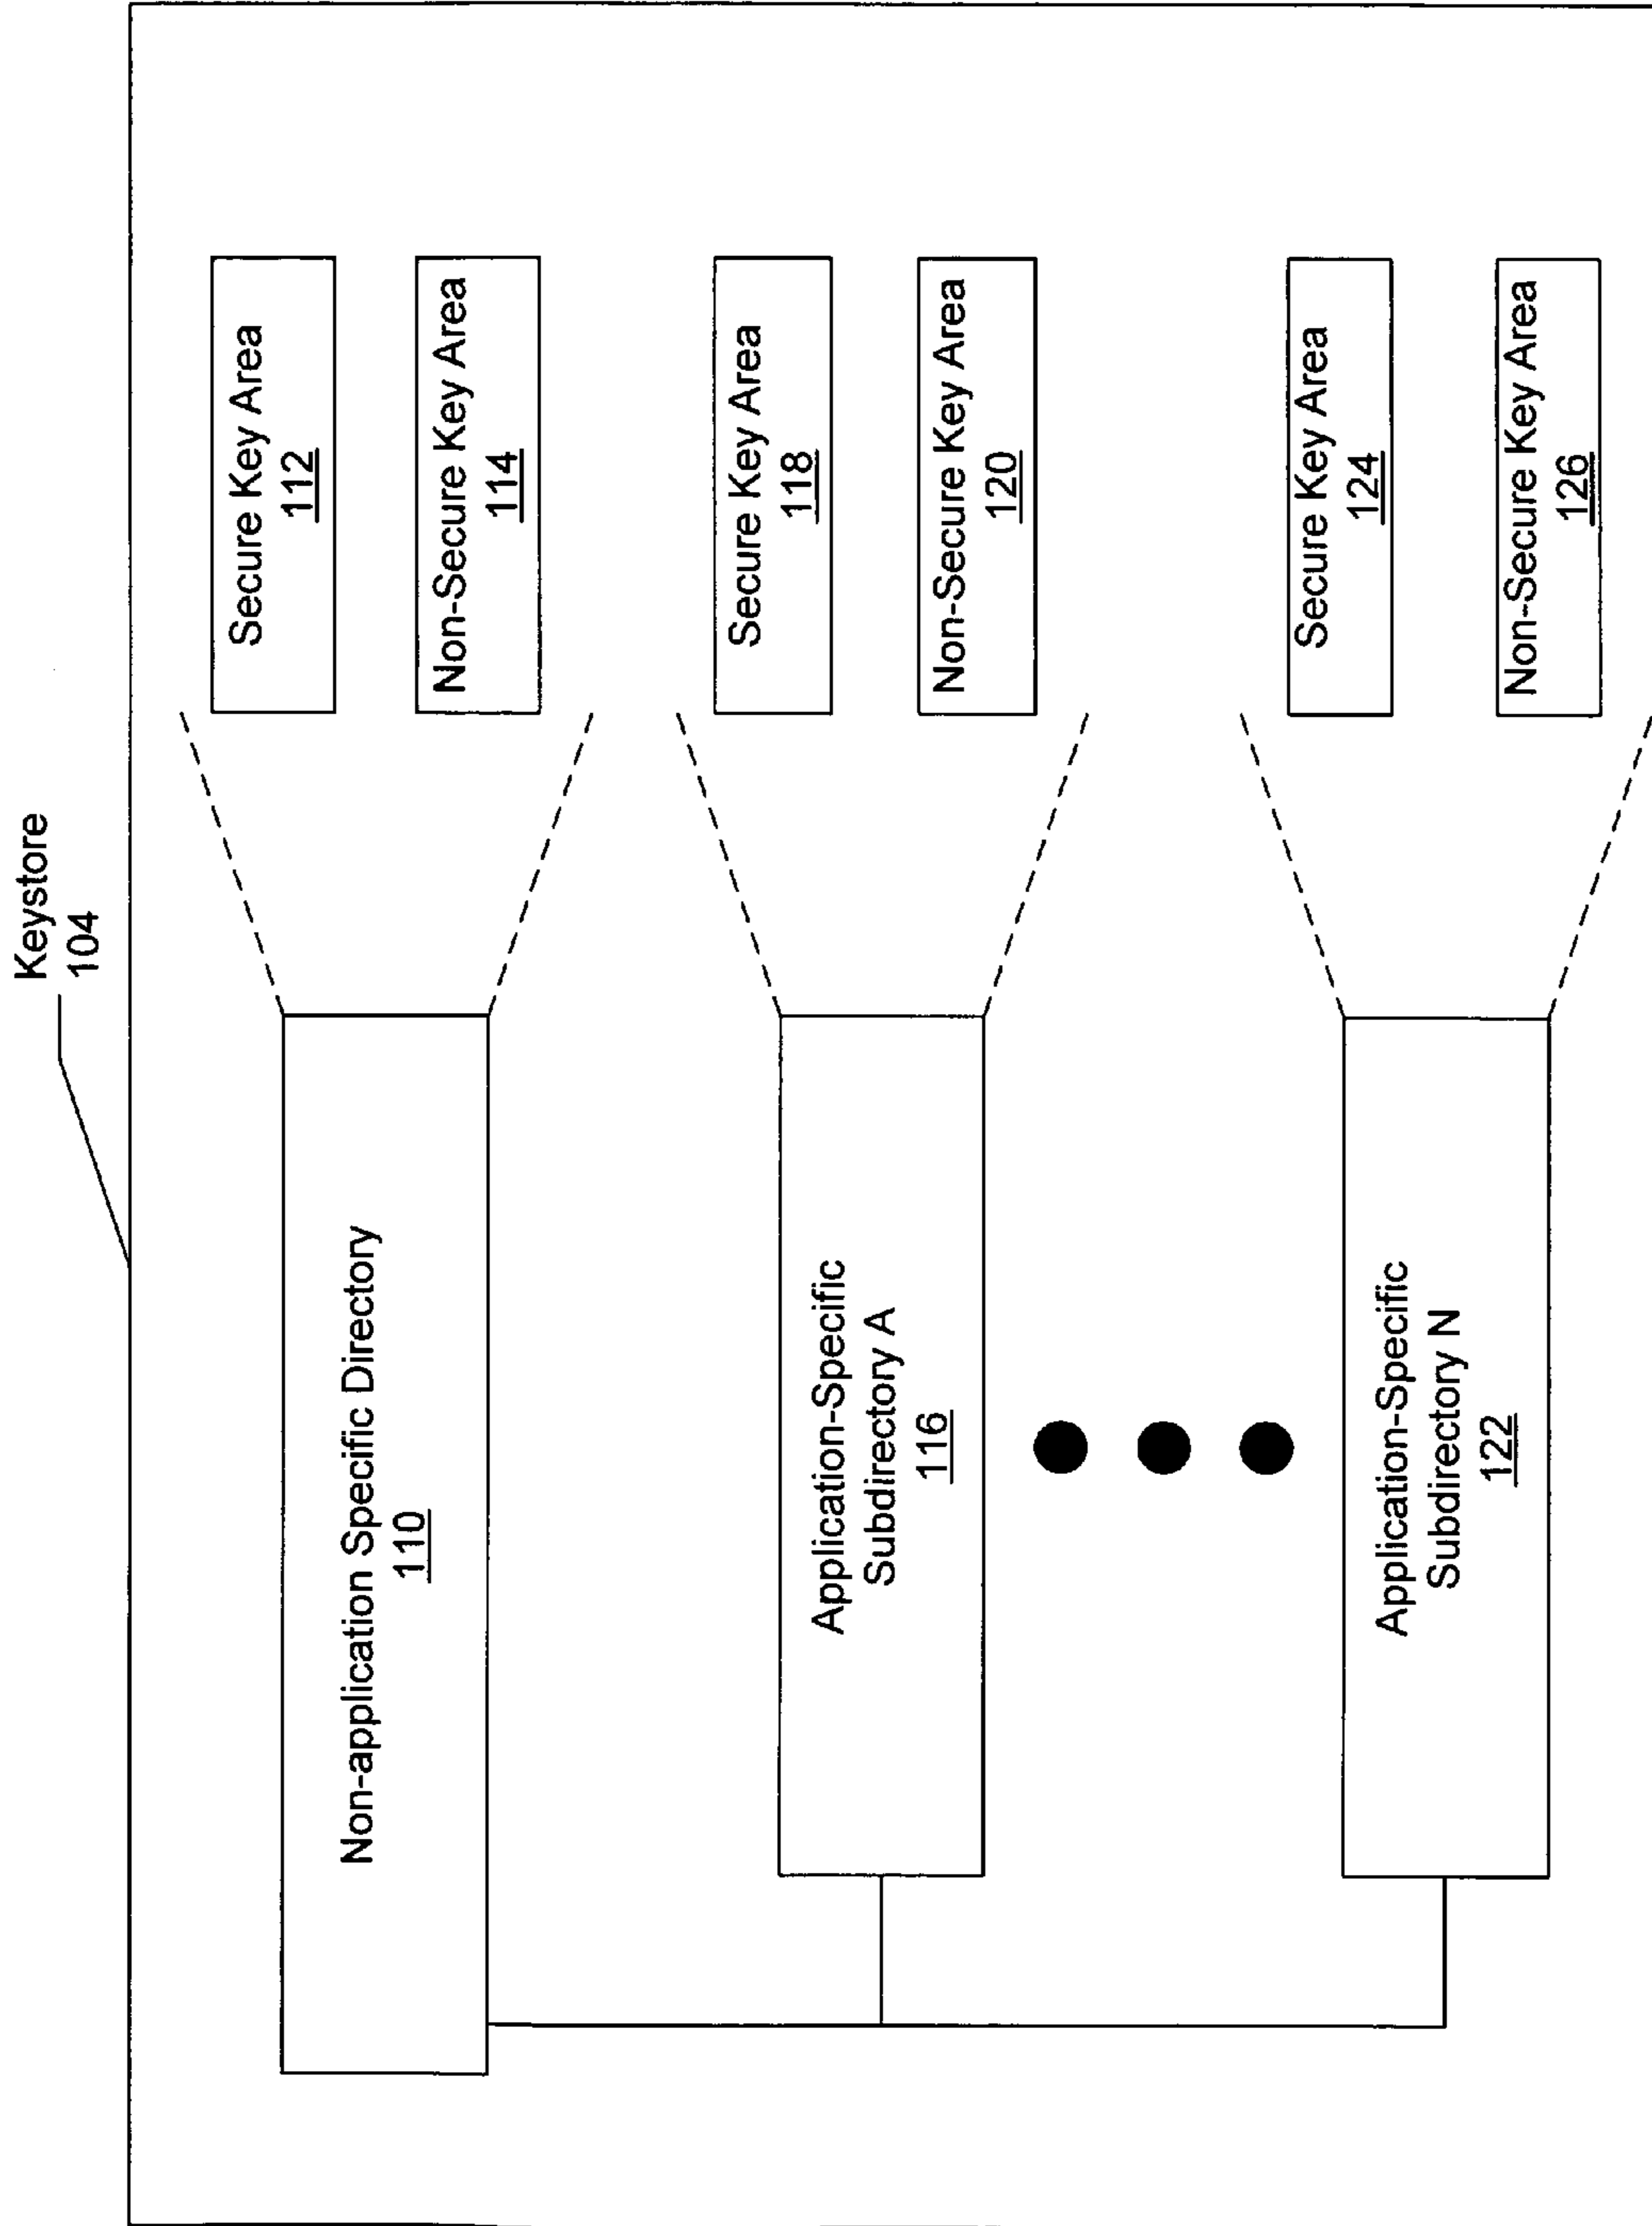 Keystore
104
Non-application Specific Directory
110
Secure Key Area
112
Non-Secure Key Area
114
Application-Specific
Subdirectory A
116
Secure Key Area
118
Non-Secure Key Area
120
Application-Specific
Subdirectory N
122
Secure Key Area
124
Non-Secure Key Area
126